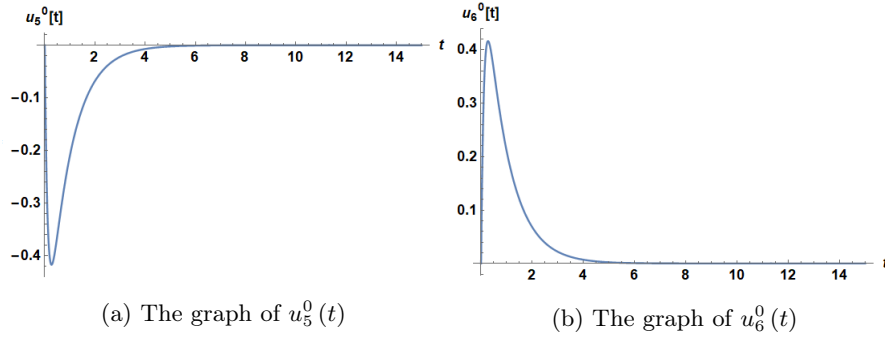 u₅⁰[t]
t
2 4 6 8 10 12 14
−0.1
−0.2
−0.3
−0.4
(a) The graph of u₅⁰ (t)
u₆⁰[t]
0.4
0.3
0.2
0.1
t
2 4 6 8 10 12 14
(b) The graph of u₆⁰ (t)